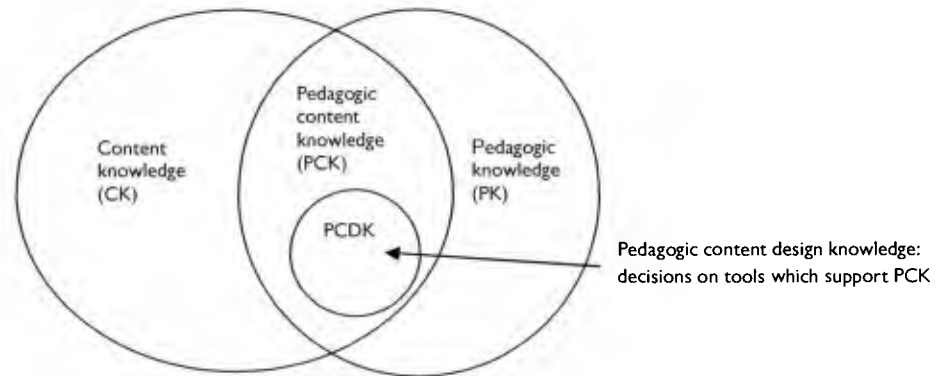 Content
knowledge
(CK)
Pedagogic
content
knowledge
(PCK)
PCDK
Pedagogic
knowledge
(PK)
Pedagogic content design knowledge:
decisions on tools which support PCK